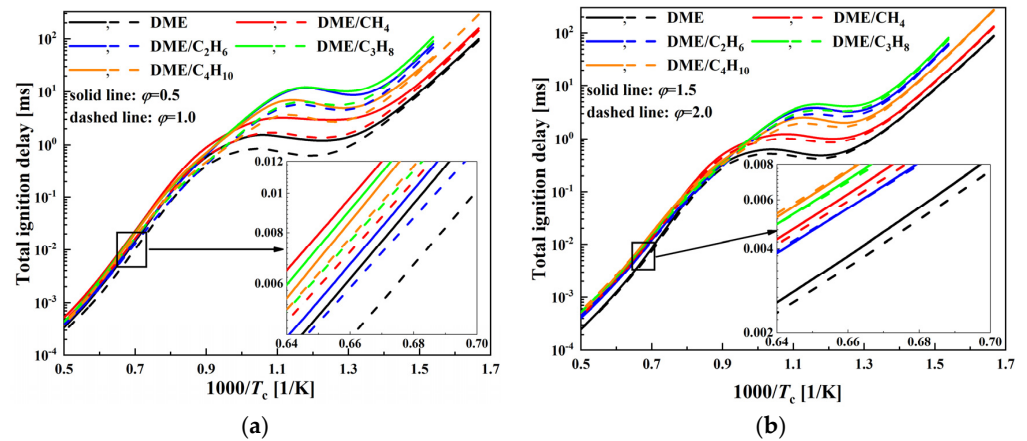 DME
DME/CH4
DME/C2H6
DME/C3H8
DME/C4H10
solid line: φ=0.5
dashed line: φ=1.0
Total ignition delay [ms]
10^2
10^1
10^0
10^-1
10^-2
10^-3
10^-4
0.012
0.010
0.008
0.006
0.64 0.66 0.68 0.70
0.5 0.7 0.9 1.1 1.3 1.5 1.7
1000/Tc [1/K]
(a)
DME
DME/CH4
DME/C2H6
DME/C3H8
DME/C4H10
solid line: φ=1.5
dashed line: φ=2.0
Total ignition delay [ms]
10^2
10^1
10^0
10^-1
10^-2
10^-3
10^-4
0.008
0.006
0.004
0.002
0.64 0.66 0.68 0.70
0.5 0.7 0.9 1.1 1.3 1.5 1.7
1000/Tc [1/K]
(b)